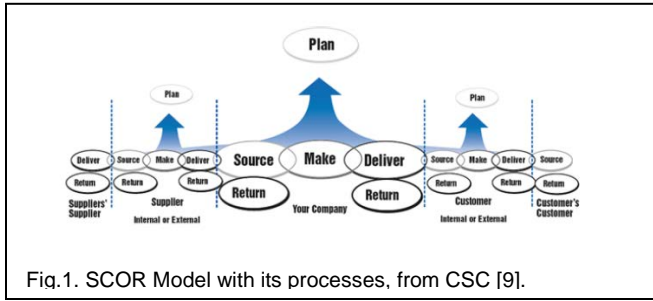 Plan
Plan
Plan
Deliver Source Make Deliver Source Make Deliver Source Make Deliver Source
Return Return Return Return Return Return Return Return
Suppliers' Supplier
Supplier
Internal or External
Your Company
Customer
Internal or External
Customer's Customer
Fig.1. SCOR Model with its processes, from CSC [9].